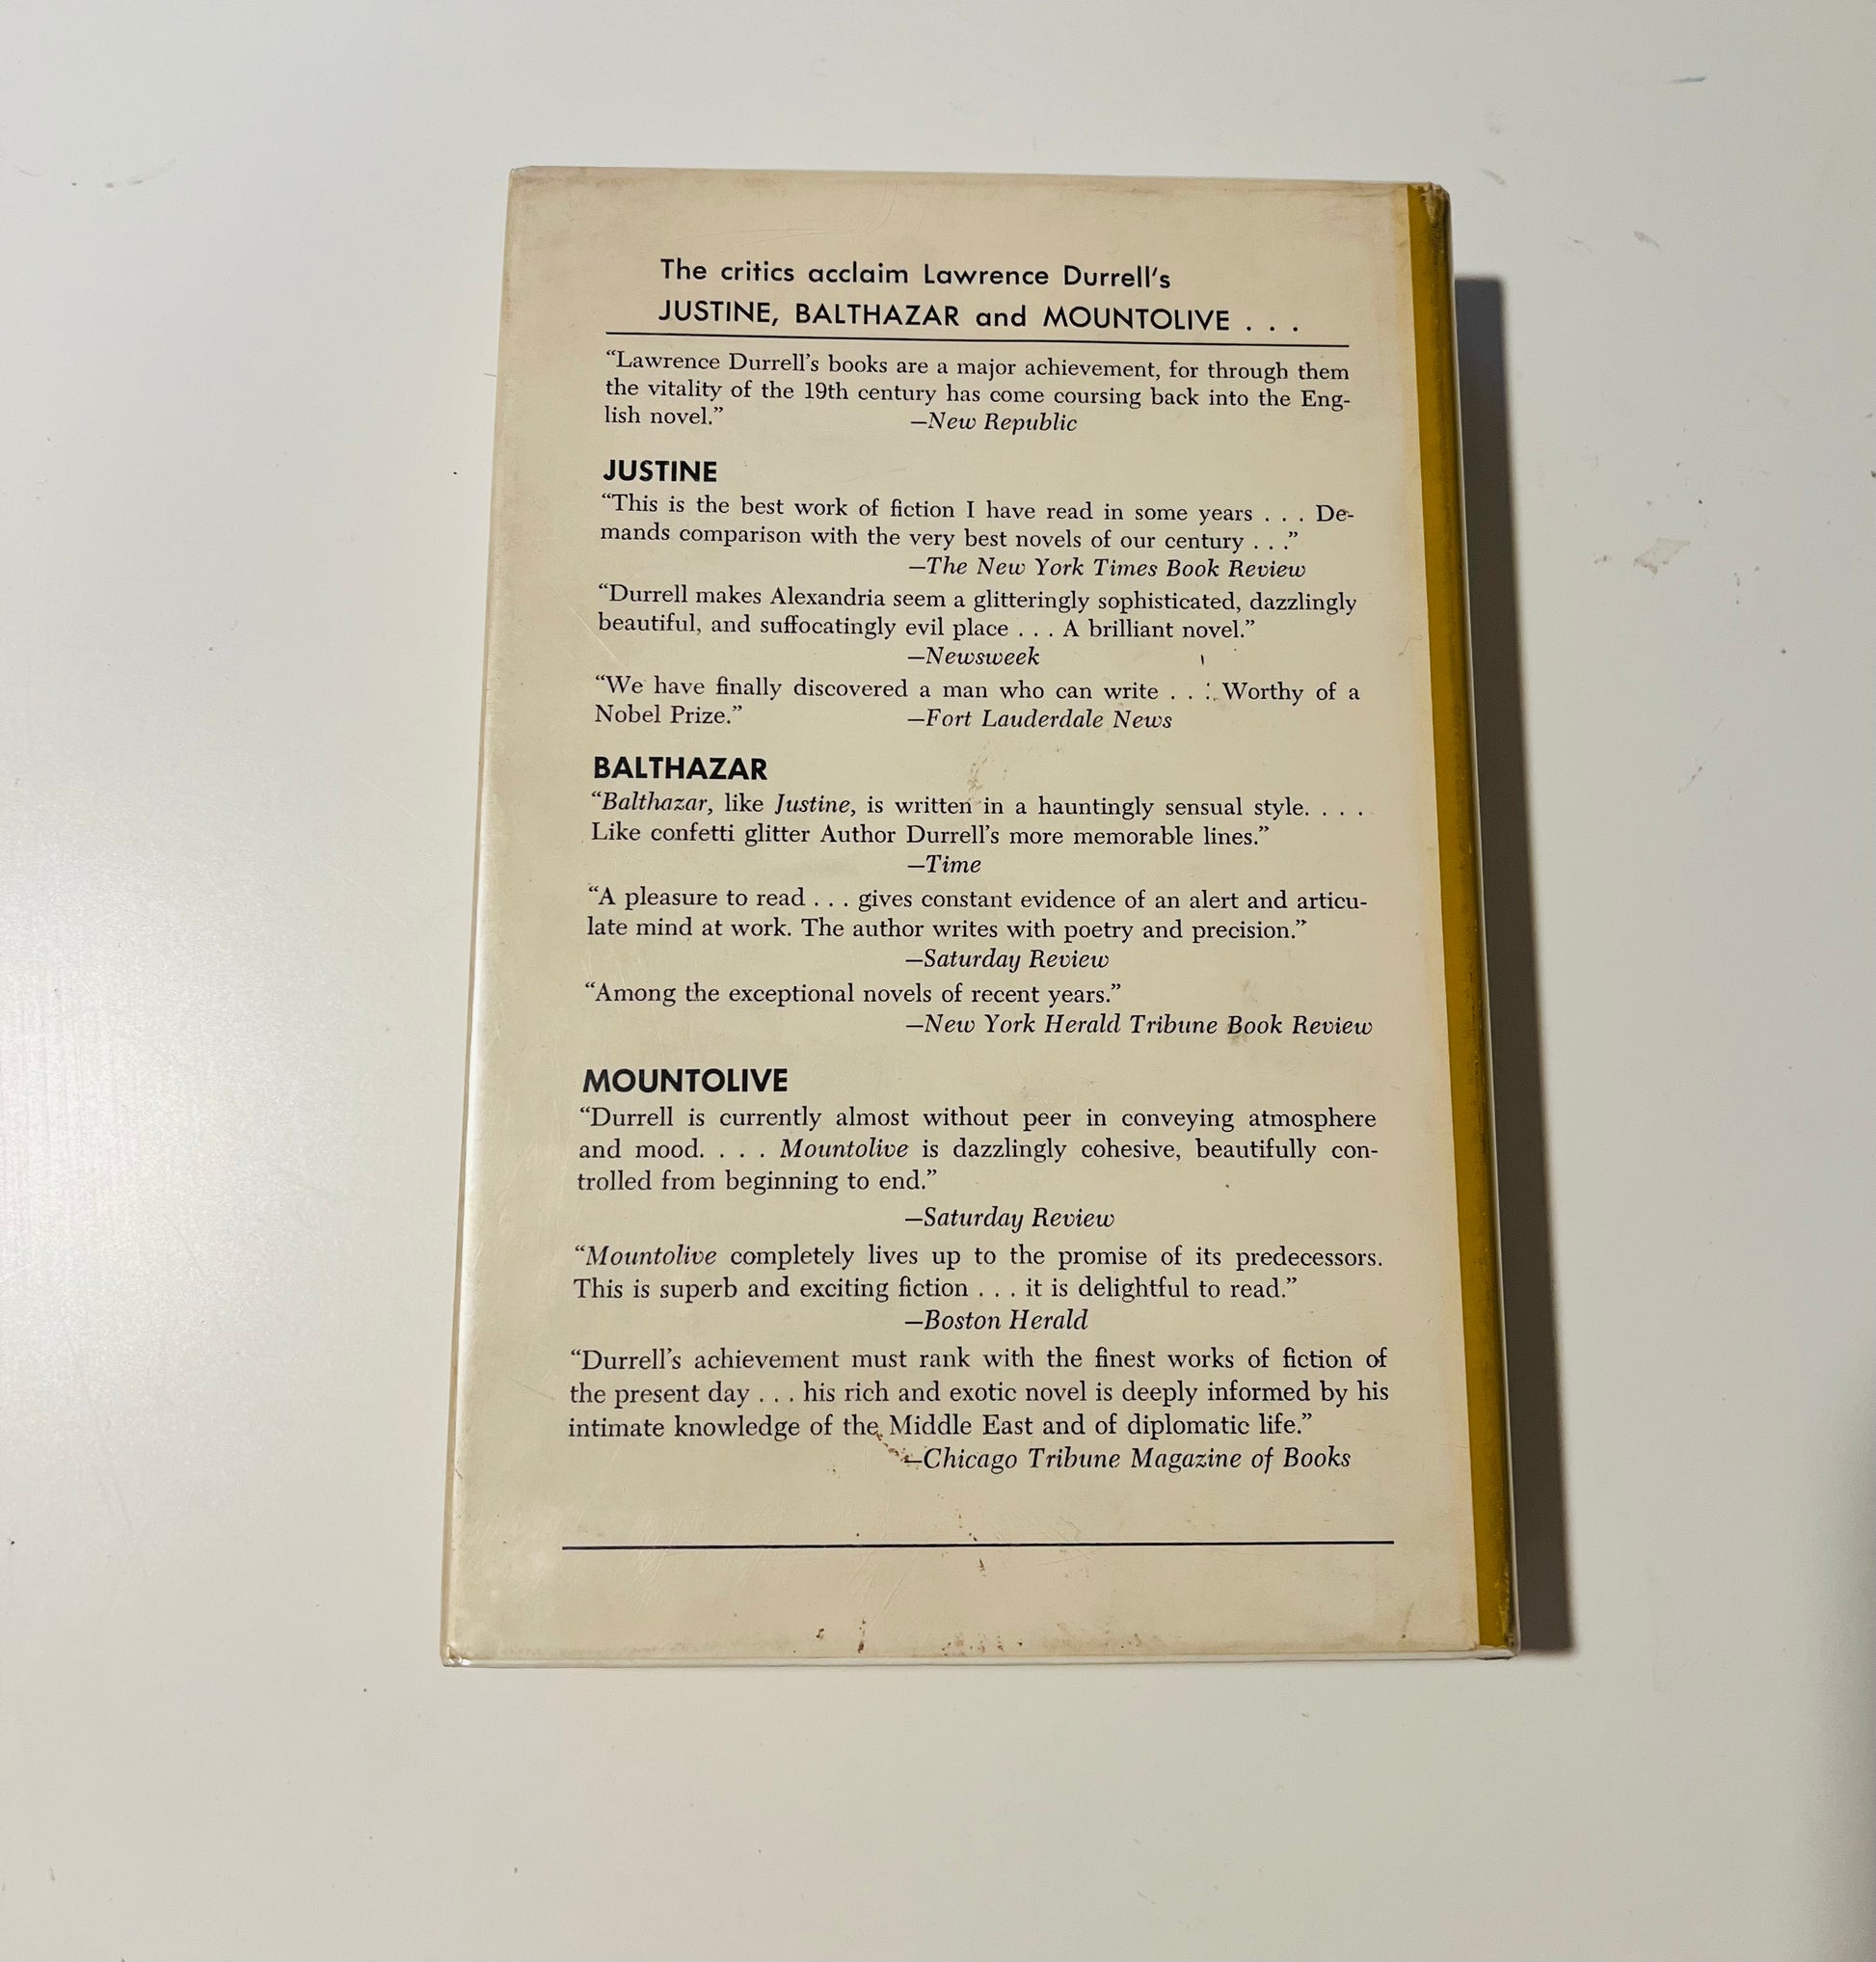 The critics acclaim Lawrence Durrell's
JUSTINE, BALTHAZAR and MOUNTOLIVE . . .
“Lawrence Durrell’s books are a major achievement, for through them
the vitality of the 19th century has come coursing back into the Eng-
lish novel.” —New Republic
JUSTINE
“This is the best work of fiction I have read in some years . . . De-
mands comparison with the very best novels of our century . . .”
—The New York Times Book Review
“Durrell makes Alexandria seem a glitteringly sophisticated, dazzlingly
beautiful, and suffocatingly evil place . . . A brilliant novel.”
—Newsweek
“We have finally discovered a man who can write . . . Worthy of a
Nobel Prize.” —Fort Lauderdale News
BALTHAZAR
“Balthazar, like Justine, is written in a hauntingly sensual style. . . .
Like confetti glitter Author Durrell’s more memorable lines.”
—Time
“A pleasure to read . . . gives constant evidence of an alert and articu-
late mind at work. The author writes with poetry and precision.”
—Saturday Review
“Among the exceptional novels of recent years.”
—New York Herald Tribune Book Review
MOUNTOLIVE
“Durrell is currently almost without peer in conveying atmosphere
and mood. . . . Mountolive is dazzlingly cohesive, beautifully con-
trolled from beginning to end.”
—Saturday Review
“Mountolive completely lives up to the promise of its predecessors.
This is superb and exciting fiction . . . it is delightful to read.”
—Boston Herald
“Durrell’s achievement must rank with the finest works of fiction of
the present day . . . his rich and exotic novel is deeply informed by his
intimate knowledge of the Middle East and of diplomatic life.”
—Chicago Tribune Magazine of Books